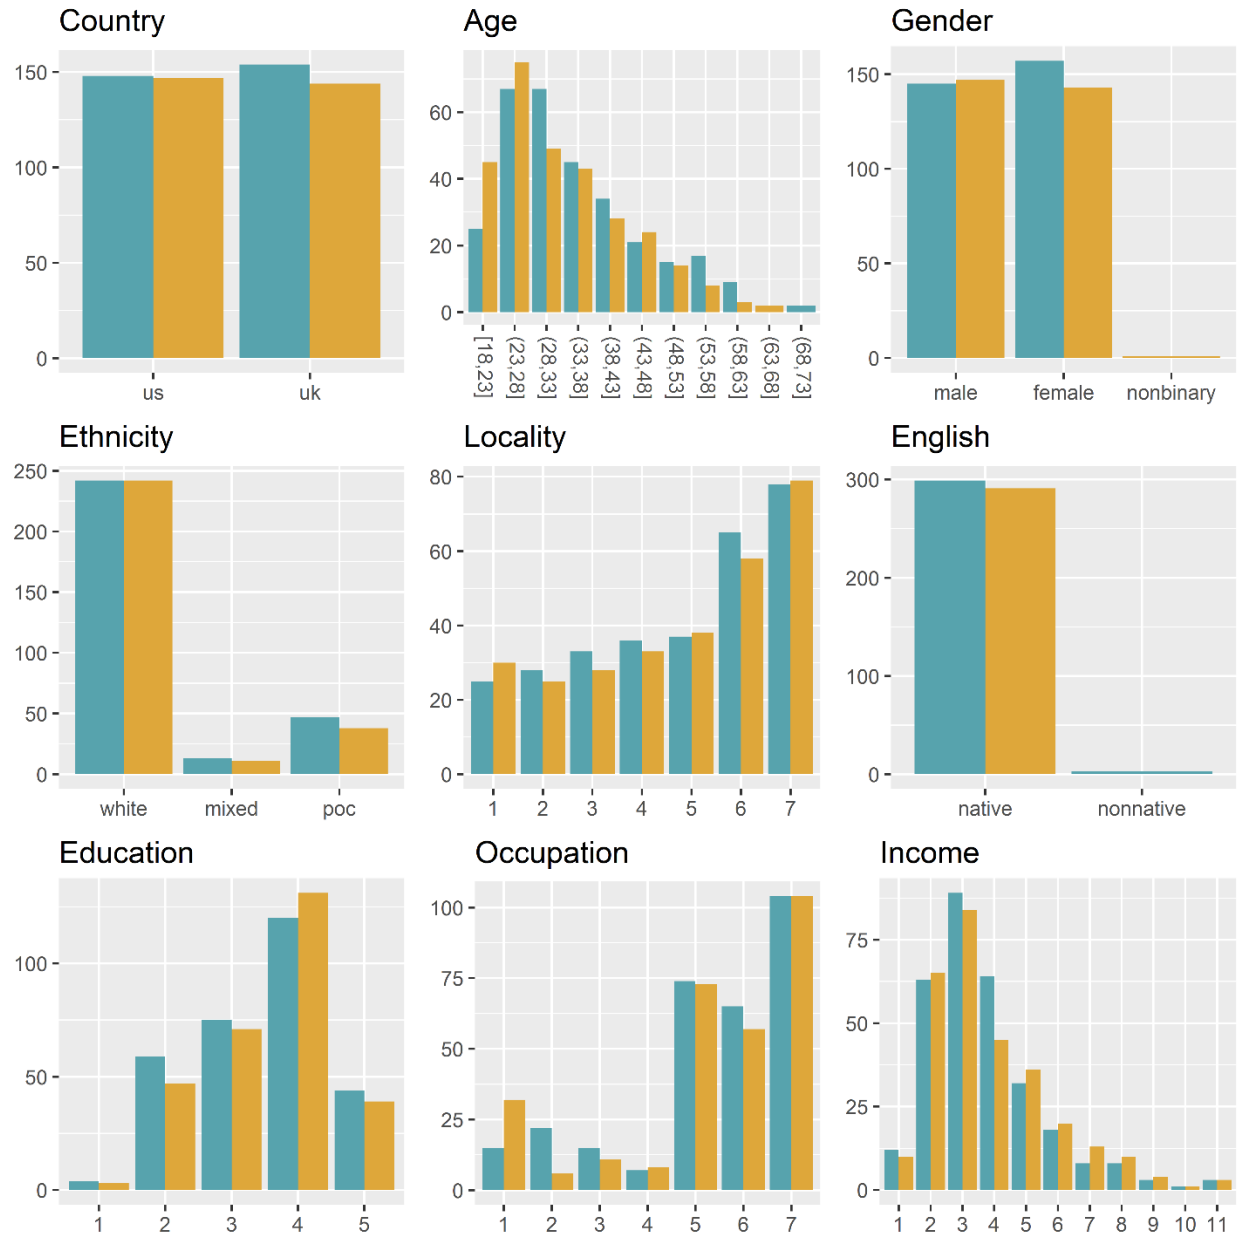 Country
Age
Gender
150
100
50
0
us uk
60
40
20
0
[18,23] (23,28] (28,33] (33,38] (38,43] (43,48] (48,53] (53,58] (58,63] (63,68] (68,73]
150
100
50
0
male female nonbinary
Ethnicity
Locality
English
250
200
150
100
50
0
white mixed poc
80
60
40
20
0
1 2 3 4 5 6 7
300
200
100
0
native nonnative
Education
Occupation
Income
100
50
0
1 2 3 4 5
100
75
50
25
0
1 2 3 4 5 6 7
75
50
25
0
1 2 3 4 5 6 7 8 9 10 11